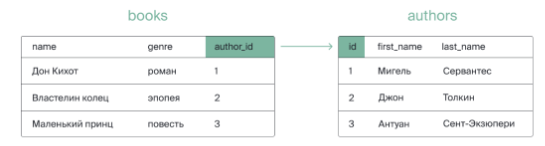 books authors
name genre author_id id first_name last_name
Дон Кихот роман 1 1 Мигель Сервантес
Властелин колец эпопея 2 2 Джон Толкин
Маленький принц повесть 3 3 Антуан Сент-Экзюпери